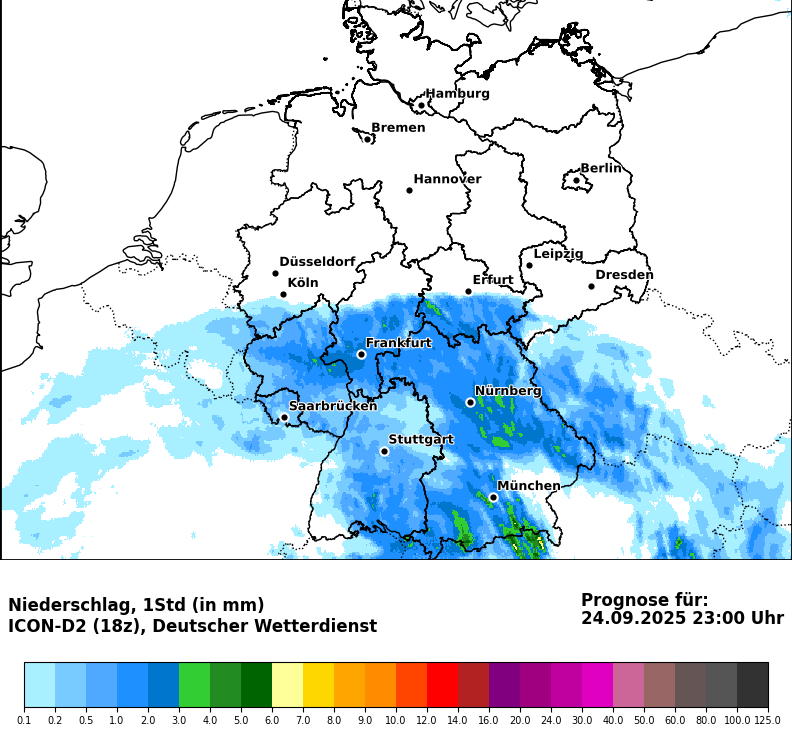 Hamburg
Bremen
Berlin
Hannover
Leipzig
Düsseldorf
Dresden
Köln
Erfurt
Frankfurt
Nürnberg
Saarbrücken
Stuttgart
München
Niederschlag, 1Std (in mm)
ICON-D2 (18z), Deutscher Wetterdienst
Prognose für:
24.09.2025 23:00 Uhr
0.1 0.2 0.5 1.0 2.0 3.0 4.0 5.0 6.0 7.0 8.0 9.0 10.0 12.0 14.0 16.0 20.0 24.0 30.0 40.0 50.0 60.0 80.0 100.0 125.0